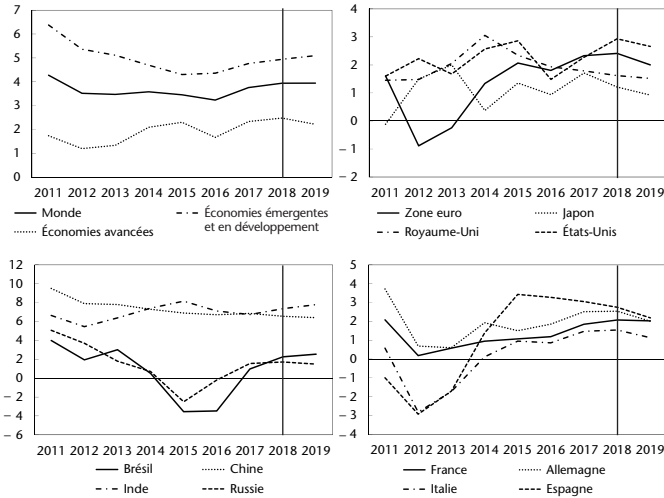 7
6
5
4
3
2
1
0
2011 2012 2013 2014 2015 2016 2017 2018 2019
Monde
Économies avancées
Économies émergentes
et en développement
4
3
2
1
0
– 1
– 2
2011 2012 2013 2014 2015 2016 2017 2018 2019
Zone euro Japon
Royaume-Uni États-Unis
12
10
8
6
4
2
0
– 2
– 4
– 6
2011 2012 2013 2014 2015 2016 2017 2018 2019
Brésil Chine
Inde Russie
5
4
3
2
1
0
– 1
– 2
– 3
– 4
2011 2012 2013 2014 2015 2016 2017 2018 2019
France Allemagne
Italie Espagne